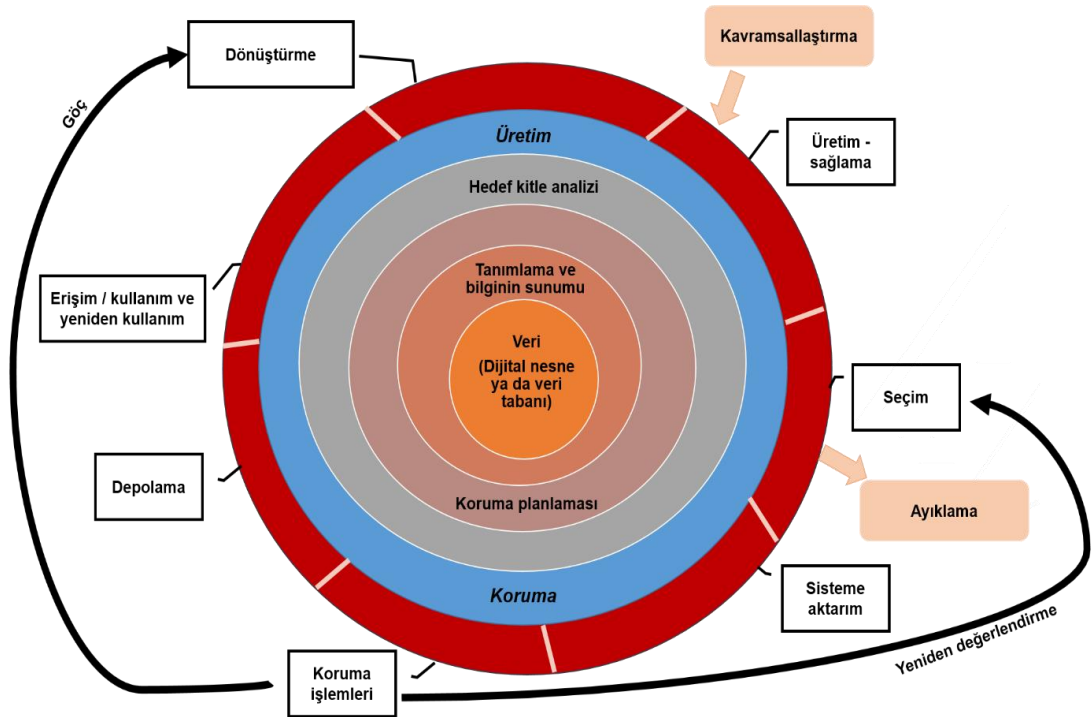 Kavramsallaştırma
Dönüştürme
Göç
Üretim
Üretim -
sağlama
Hedef kitle analizi
Tanımlama ve
bilginin sunumu
Erişim / kullanım ve
yeniden kullanım
Veri
(Dijital nesne
ya da veri
tabanı)
Seçim
Depolama
Koruma planlaması
Ayıklama
Koruma
Sisteme
aktarım
Yeniden değerlendirme
Koruma
işlemleri